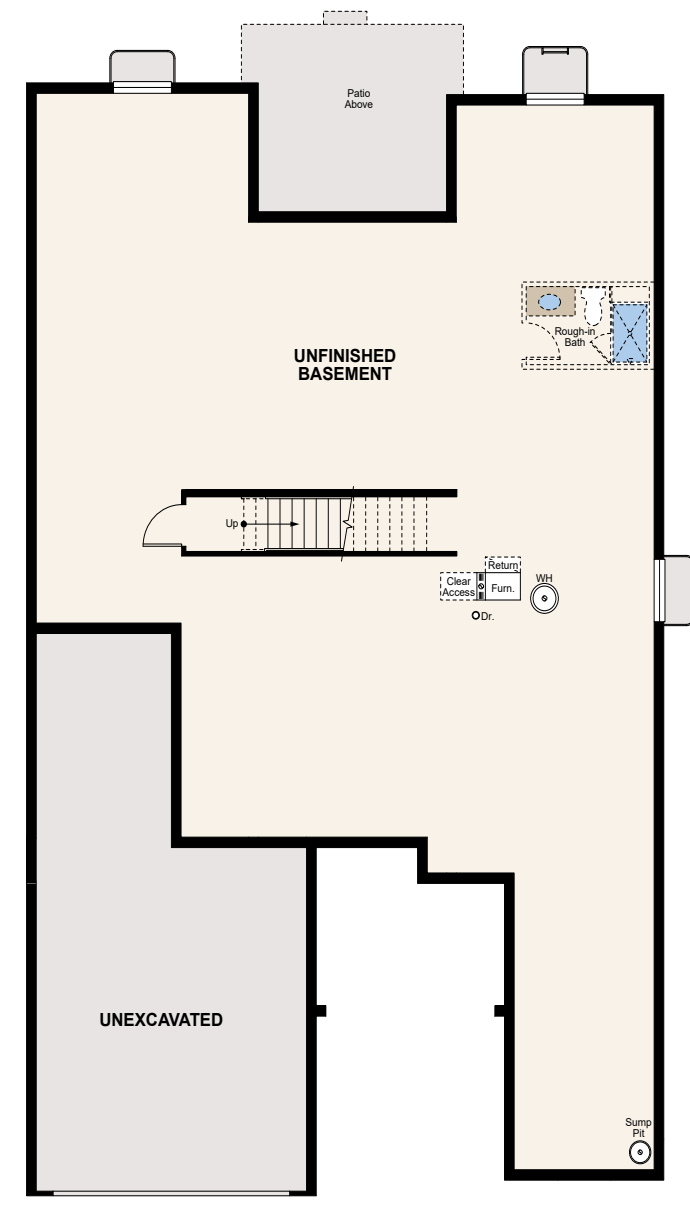 Patio
Above
Rough-in
Bath
UNFINISHED
BASEMENT
Up
Return
Clear
Access
Furn.
WH
Dr.
UNEXCAVATED
Sump
Pit